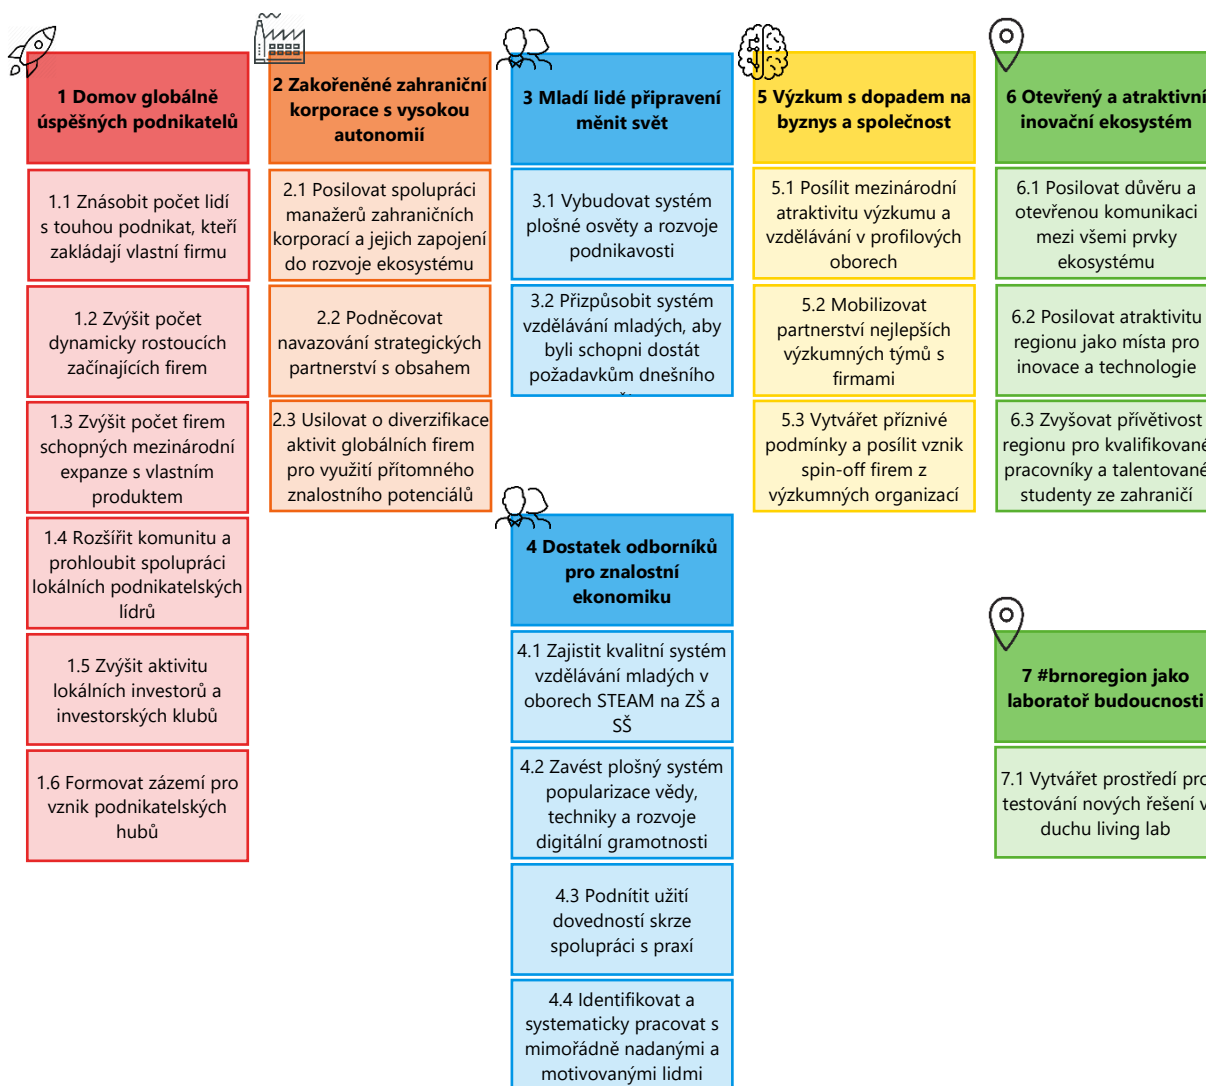 1 Domov globálně
úspěšných podnikatelů
1.1 Znásobit počet lidí
s touhou podnikat, kteří
zakládají vlastní firmu
1.2 Zvýšit počet
dynamicky rostoucích
začínajících firem
1.3 Zvýšit počet firem
schopných mezinárodní
expanze s vlastním
produktem
1.4 Rozšířit komunitu a
prohloubit spolupráci
lokálních podnikatelských
lídrů
1.5 Zvýšit aktivitu
lokálních investorů a
investorských klubů
1.6 Formovat zázemí pro
vznik podnikatelských
hubů
2 Zakořeněné zahraniční
korporace s vysokou
autonomií
2.1 Posilovat spolupráci
manažerů zahraničních
korporací a jejich zapojení
do rozvoje ekosystému
2.2 Podněcovat
navazování strategických
partnerství s obsahem
2.3 Usilovat o diverzifikace
aktivit globálních firem
pro využití přítomného
znalostního potenciálů
3 Mladí lidé připravení
měnit svět
3.1 Vybudovat systém
plošné osvěty a rozvoje
podnikavosti
3.2 Přizpůsobit systém
vzdělávání mladých, aby
byli schopni dostát
požadavkům dnešního
4 Dostatek odborníků
pro znalostní
ekonomiku
4.1 Zajistit kvalitní systém
vzdělávání mladých v
oborech STEAM na ZŠ a
SŠ
4.2 Zavést plošný systém
popularizace vědy,
techniky a rozvoje
digitální gramotnosti
4.3 Podnítit užití
dovedností skrze
spolupráci s praxí
4.4 Identifikovat a
systematicky pracovat s
mimořádně nadanými a
motivovanými lidmi
5 Výzkum s dopadem na
byznys a společnost
5.1 Posílit mezinárodní
atraktivitu výzkumu a
vzdělávání v profilových
oborech
5.2 Mobilizovat
partnerství nejlepších
výzkumných týmů s
firmami
5.3 Vytvářet příznivé
podmínky a posílit vznik
spin-off firem z
výzkumných organizací
6 Otevřený a atraktivní
inovační ekosystém
6.1 Posilovat důvěru a
otevřenou komunikaci
mezi všemi prvky
ekosystému
6.2 Posilovat atraktivitu
regionu jako místa pro
inovace a technologie
6.3 Zvyšovat přívětivost
regionu pro kvalifikované
pracovníky a talentované
studenty ze zahraničí
7 #brnoregion jako
laboratoř budoucnosti
7.1 Vytvářet prostředí pro
testování nových řešení v
duchu living lab